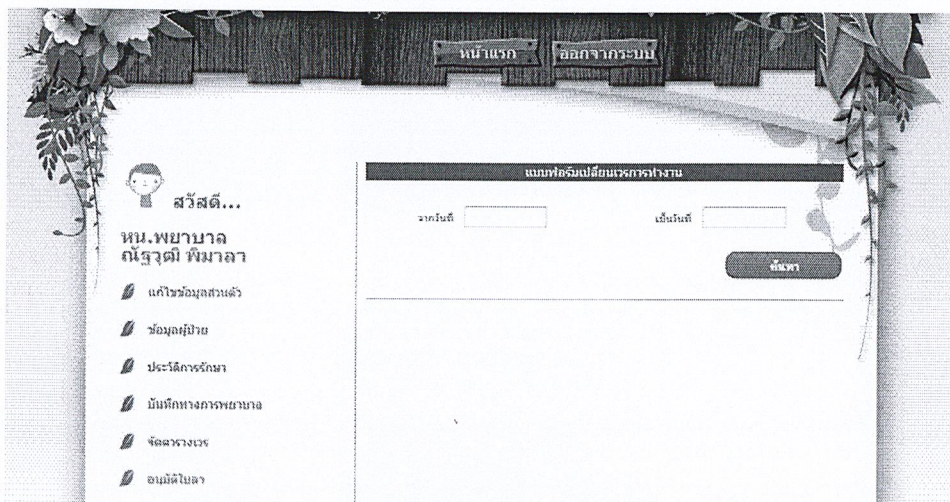 หน้าแรก
ออกจากระบบ
สวัสดี...
หน.พยาบาล
ณัฐวุฒิ พิมาลา
แก้ไขข้อมูลส่วนตัว
ข้อมูลผู้ป่วย
ประวัติการรักษา
บันทึกทางการพยาบาล
จัดตารางเวร
อนุมัติใบลา
แบบฟอร์มเปลี่ยนเวรการทำงาน
จากวันที่
เป็นวันที่
ค้นหา